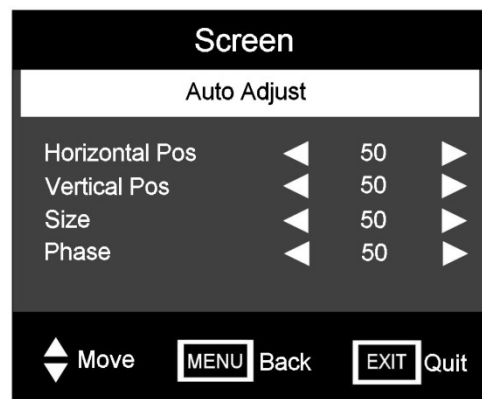 Screen
Auto Adjust
Horizontal Pos 50
Vertical Pos 50
Size 50
Phase 50
Move MENU Back EXIT Quit